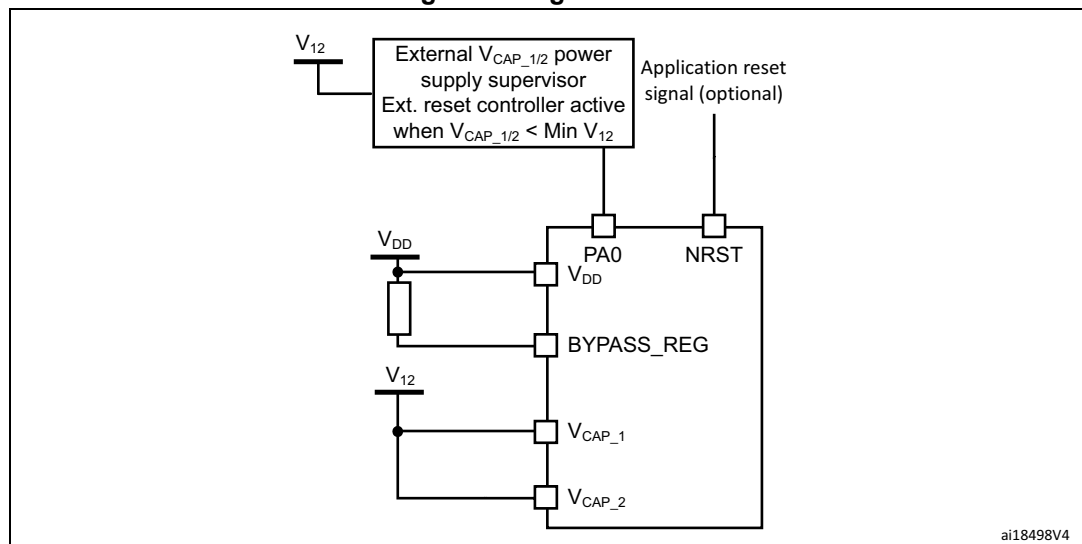 V12
External VCAP_1/2 power
supply supervisor
Ext. reset controller active
when VCAP_1/2 < Min V12
Application reset
signal (optional)
PA0
NRST
VDD
VDD
BYPASS_REG
V12
VCAP_1
VCAP_2
ai18498V4